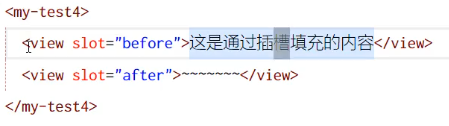 <my-test4>
<view slot="before">这是通过插槽填充的内容</view>
<view slot="after">~~~~~~~</view>
</my-test4>